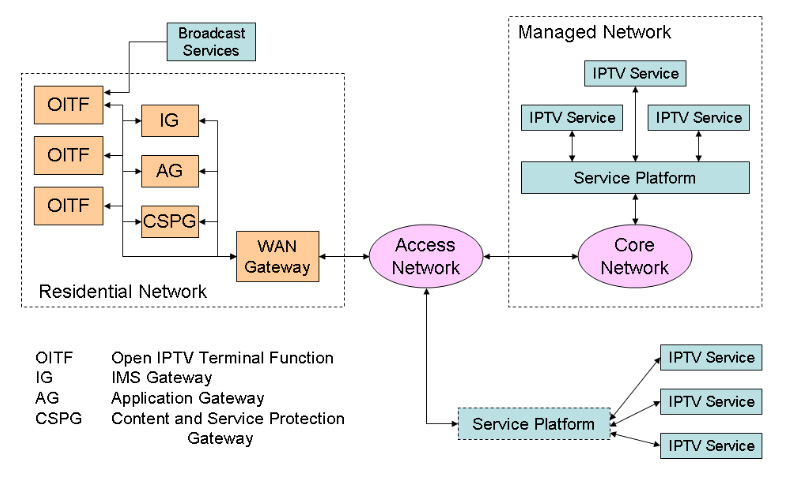 Broadcast
Services
Managed Network
IPTV Service
IPTV Service
IPTV Service
Service Platform
OITF
OITF
OITF
IG
AG
CSPG
WAN
Gateway
Residential Network
Access
Network
Core
Network
OITF Open IPTV Terminal Function
IG IMS Gateway
AG Application Gateway
CSPG Content and Service Protection
Gateway
Service Platform
IPTV Service
IPTV Service
IPTV Service